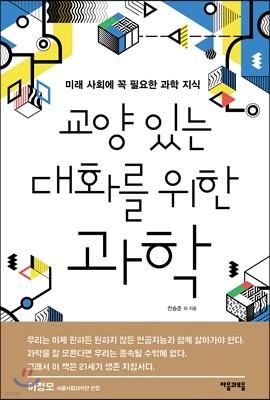 미래 사회에 꼭 필요한 과학 지식
교양 있는
대화를 위한
과학
전승준 외 지음
우리는 이제 원하든 원하지 않든 인공지능과 함께 살아가야 한다.
과학을 잘 모른다면 우리는 종속될 수밖에 없다.
그래서 이 책은 21세기 생존 지침서다.
이정모 서울시립과학관 관장
자음과모음